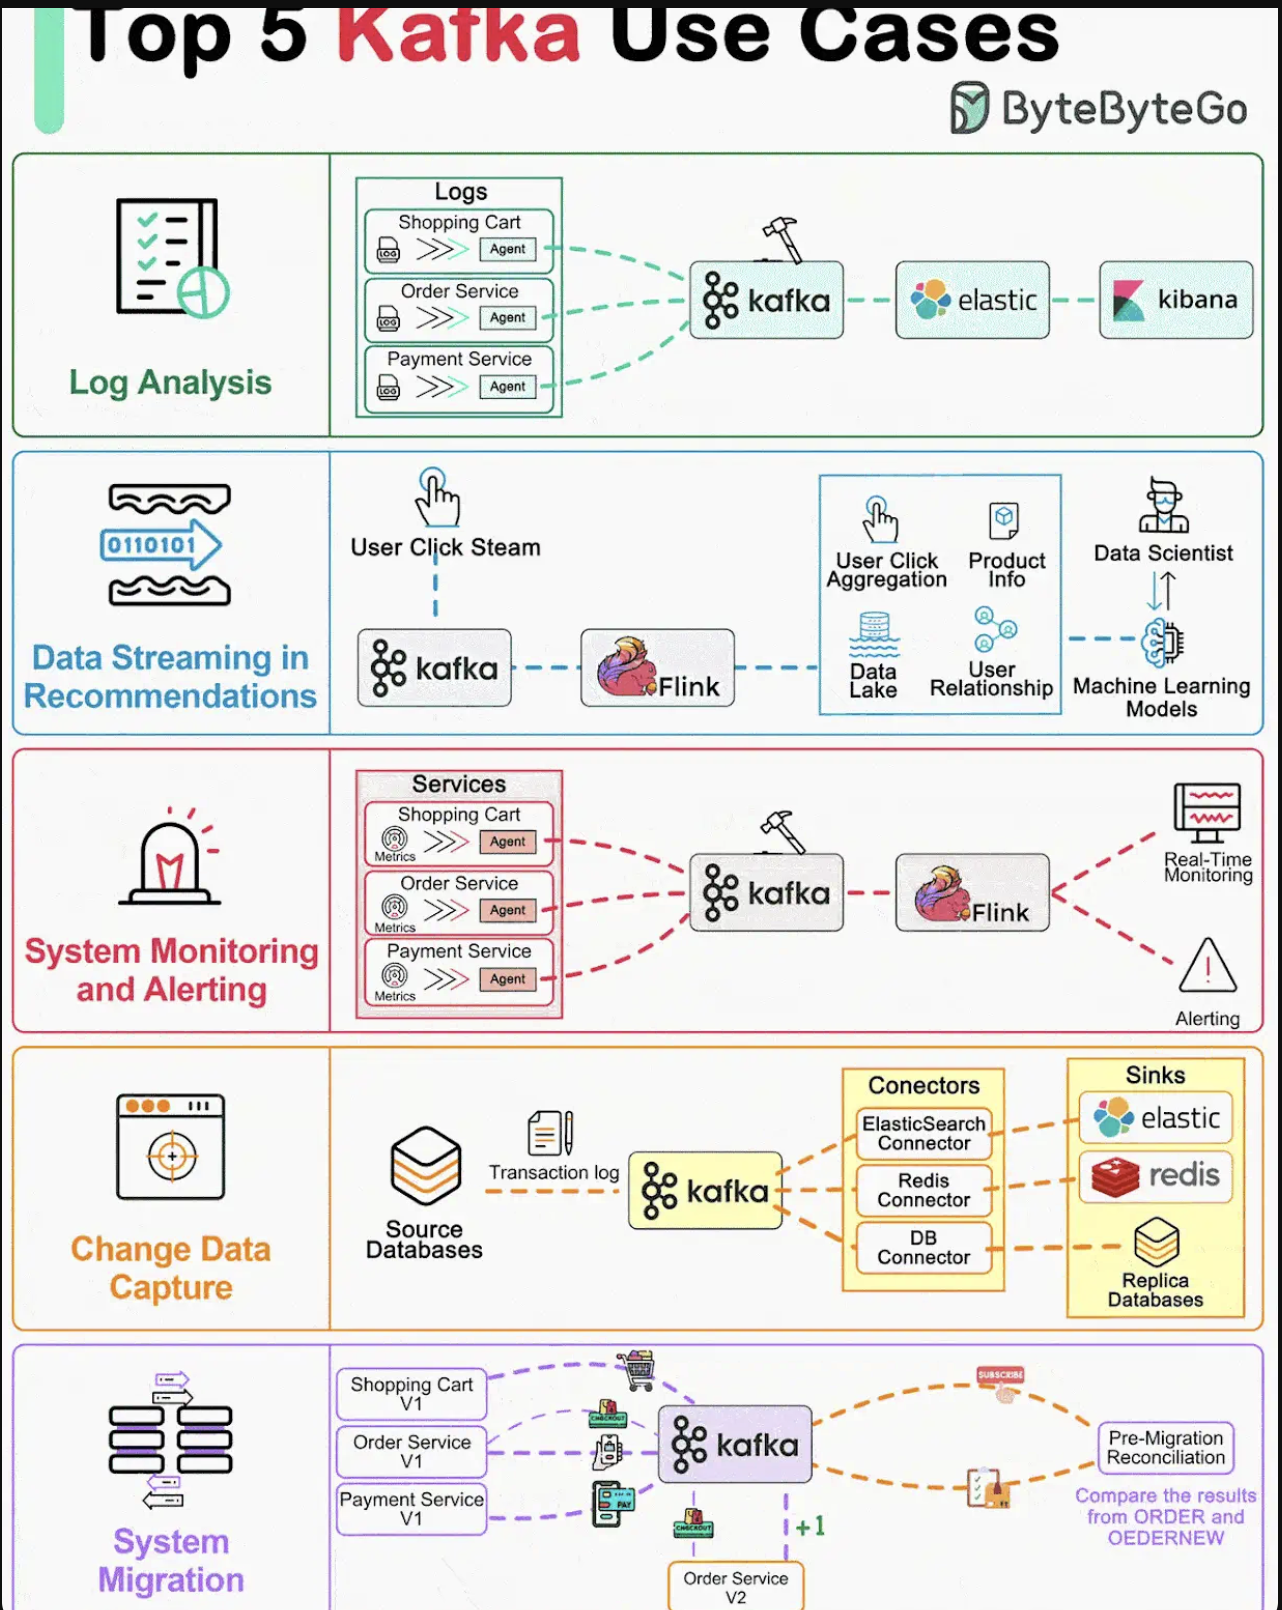 Top 5 Kafka Use Cases
ByteByteGo
Log Analysis
Logs
Shopping Cart
LOG
Agent
Order Service
LOG
Agent
Payment Service
LOG
Agent
kafka
elastic
kibana
0110101
Data Streaming in
Recommendations
User Click Steam
kafka
Flink
User Click
Aggregation
Product
Info
Data
Lake
User
Relationship
Data Scientist
Machine Learning
Models
System Monitoring
and Alerting
Services
Shopping Cart
Metrics
Agent
Order Service
Metrics
Agent
Payment Service
Metrics
Agent
kafka
Flink
Real-Time
Monitoring
Alerting
Change Data
Capture
Source
Databases
Transaction log
kafka
Conectors
ElasticSearch
Connector
Redis
Connector
DB
Connector
Sinks
elastic
redis
Replica
Databases
System
Migration
Shopping Cart
V1
Order Service
V1
Payment Service
V1
CHECKOUT
PAY
kafka
CHECKOUT
+1
Order Service
V2
SUBSCRIBE
Pre-Migration
Reconciliation
Compare the results
from ORDER and
OEDERNEW